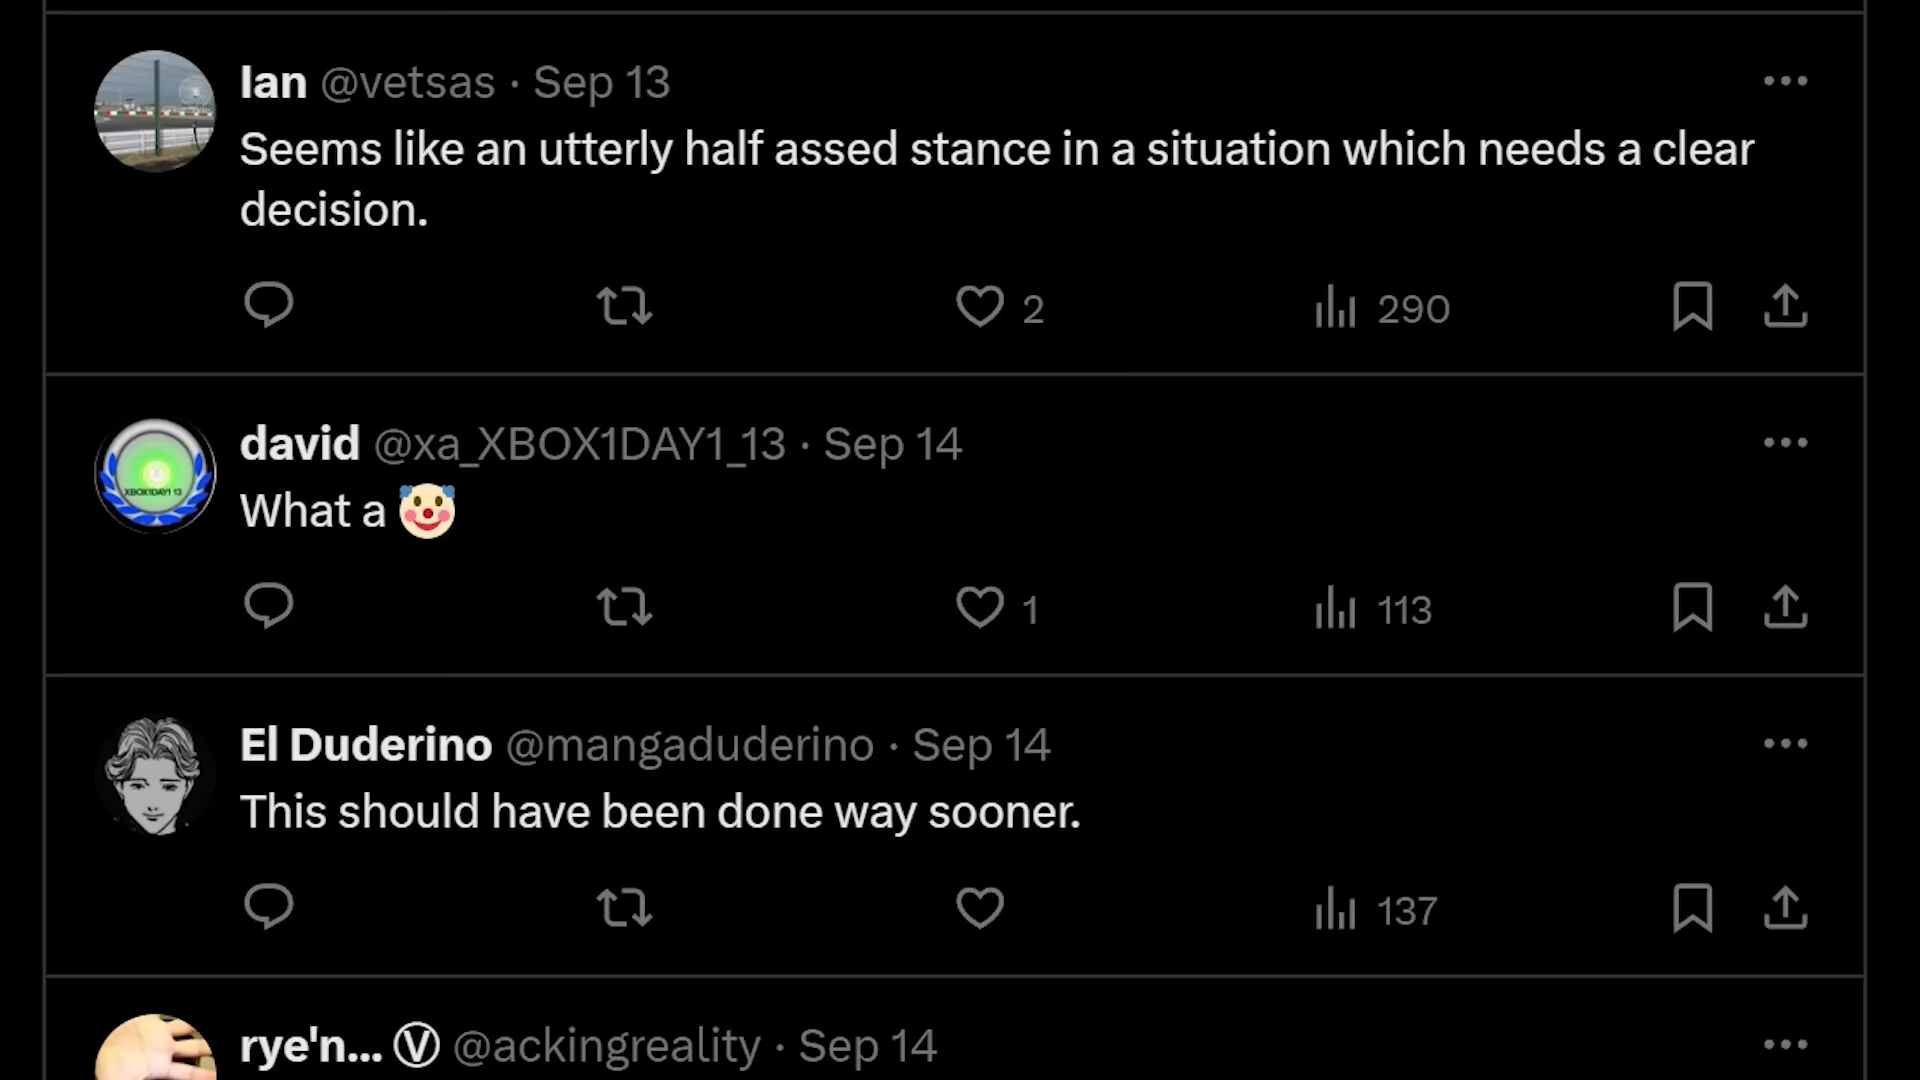 Ian @vetsas · Sep 13
Seems like an utterly half assed stance in a situation which needs a clear
decision.
2 290
david @xa_XBOX1DAY1_13 · Sep 14
XBOX1DAY1 13
What a 🤡
1 113
El Duderino @mangaduderino · Sep 14
This should have been done way sooner.
137
rye'n... Ⓥ @ackingreality · Sep 14